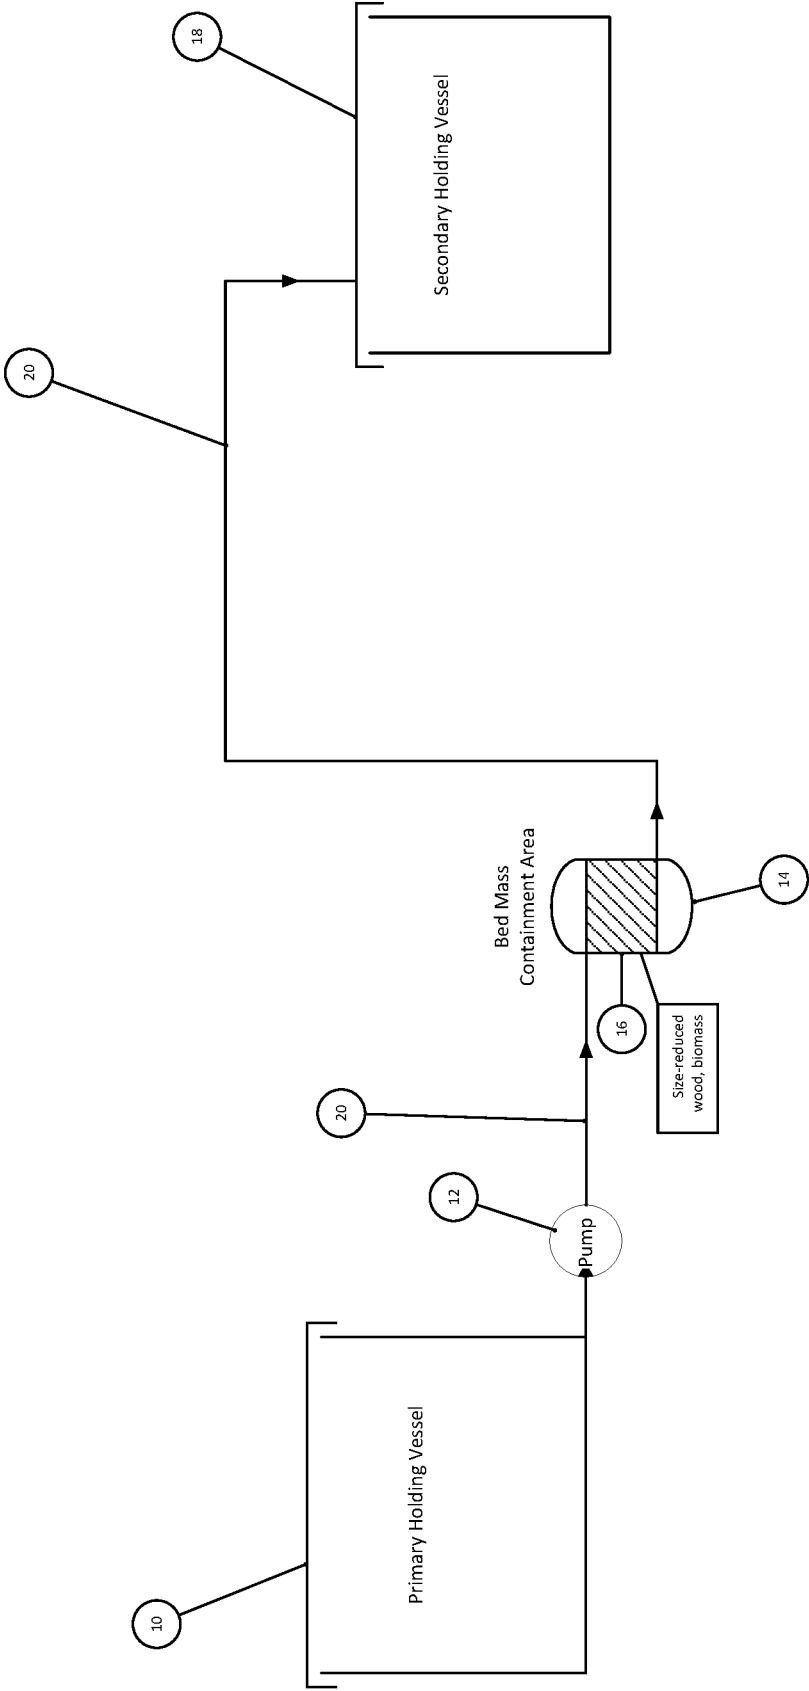 10
Primary Holding Vessel
12
Pump
20
16
Size-reduced
wood, biomass
Bed Mass
Containment Area
14
20
18
Secondary Holding Vessel